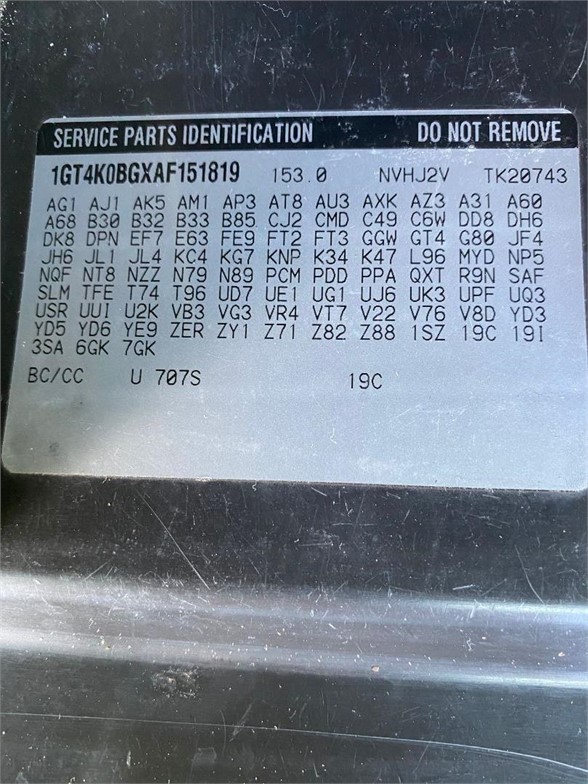 SERVICE PARTS IDENTIFICATION DO NOT REMOVE
1GT4K0BGXAF151819 153.0 NVHJ2V TK20743
AG1 AJ1 AK5 AM1 AP3 AT8 AU3 AXK AZ3 A31 A60
A68 B30 B32 B33 B85 CJ2 CMD C49 C6W DD8 DH6
DK8 DPN EF7 E63 FE9 FT2 FT3 GGW GT4 G80 JF4
JH6 JL1 JL4 KC4 KG7 KNP K34 K47 L96 MYD NP5
NQF NT8 NZZ N79 N89 PCM PDD PPA QXT R9N SAF
SLM TFE T74 T96 UD7 UE1 UG1 UJ6 UK3 UPF UQ3
USR UUI U2K VB3 VG3 VR4 VT7 V22 V76 V8D YD3
YD5 YD6 YE9 ZER ZY1 Z71 Z82 Z88 1SZ 19C 19I
3SA 6GK 7GK
BC/CC U 707S 19C